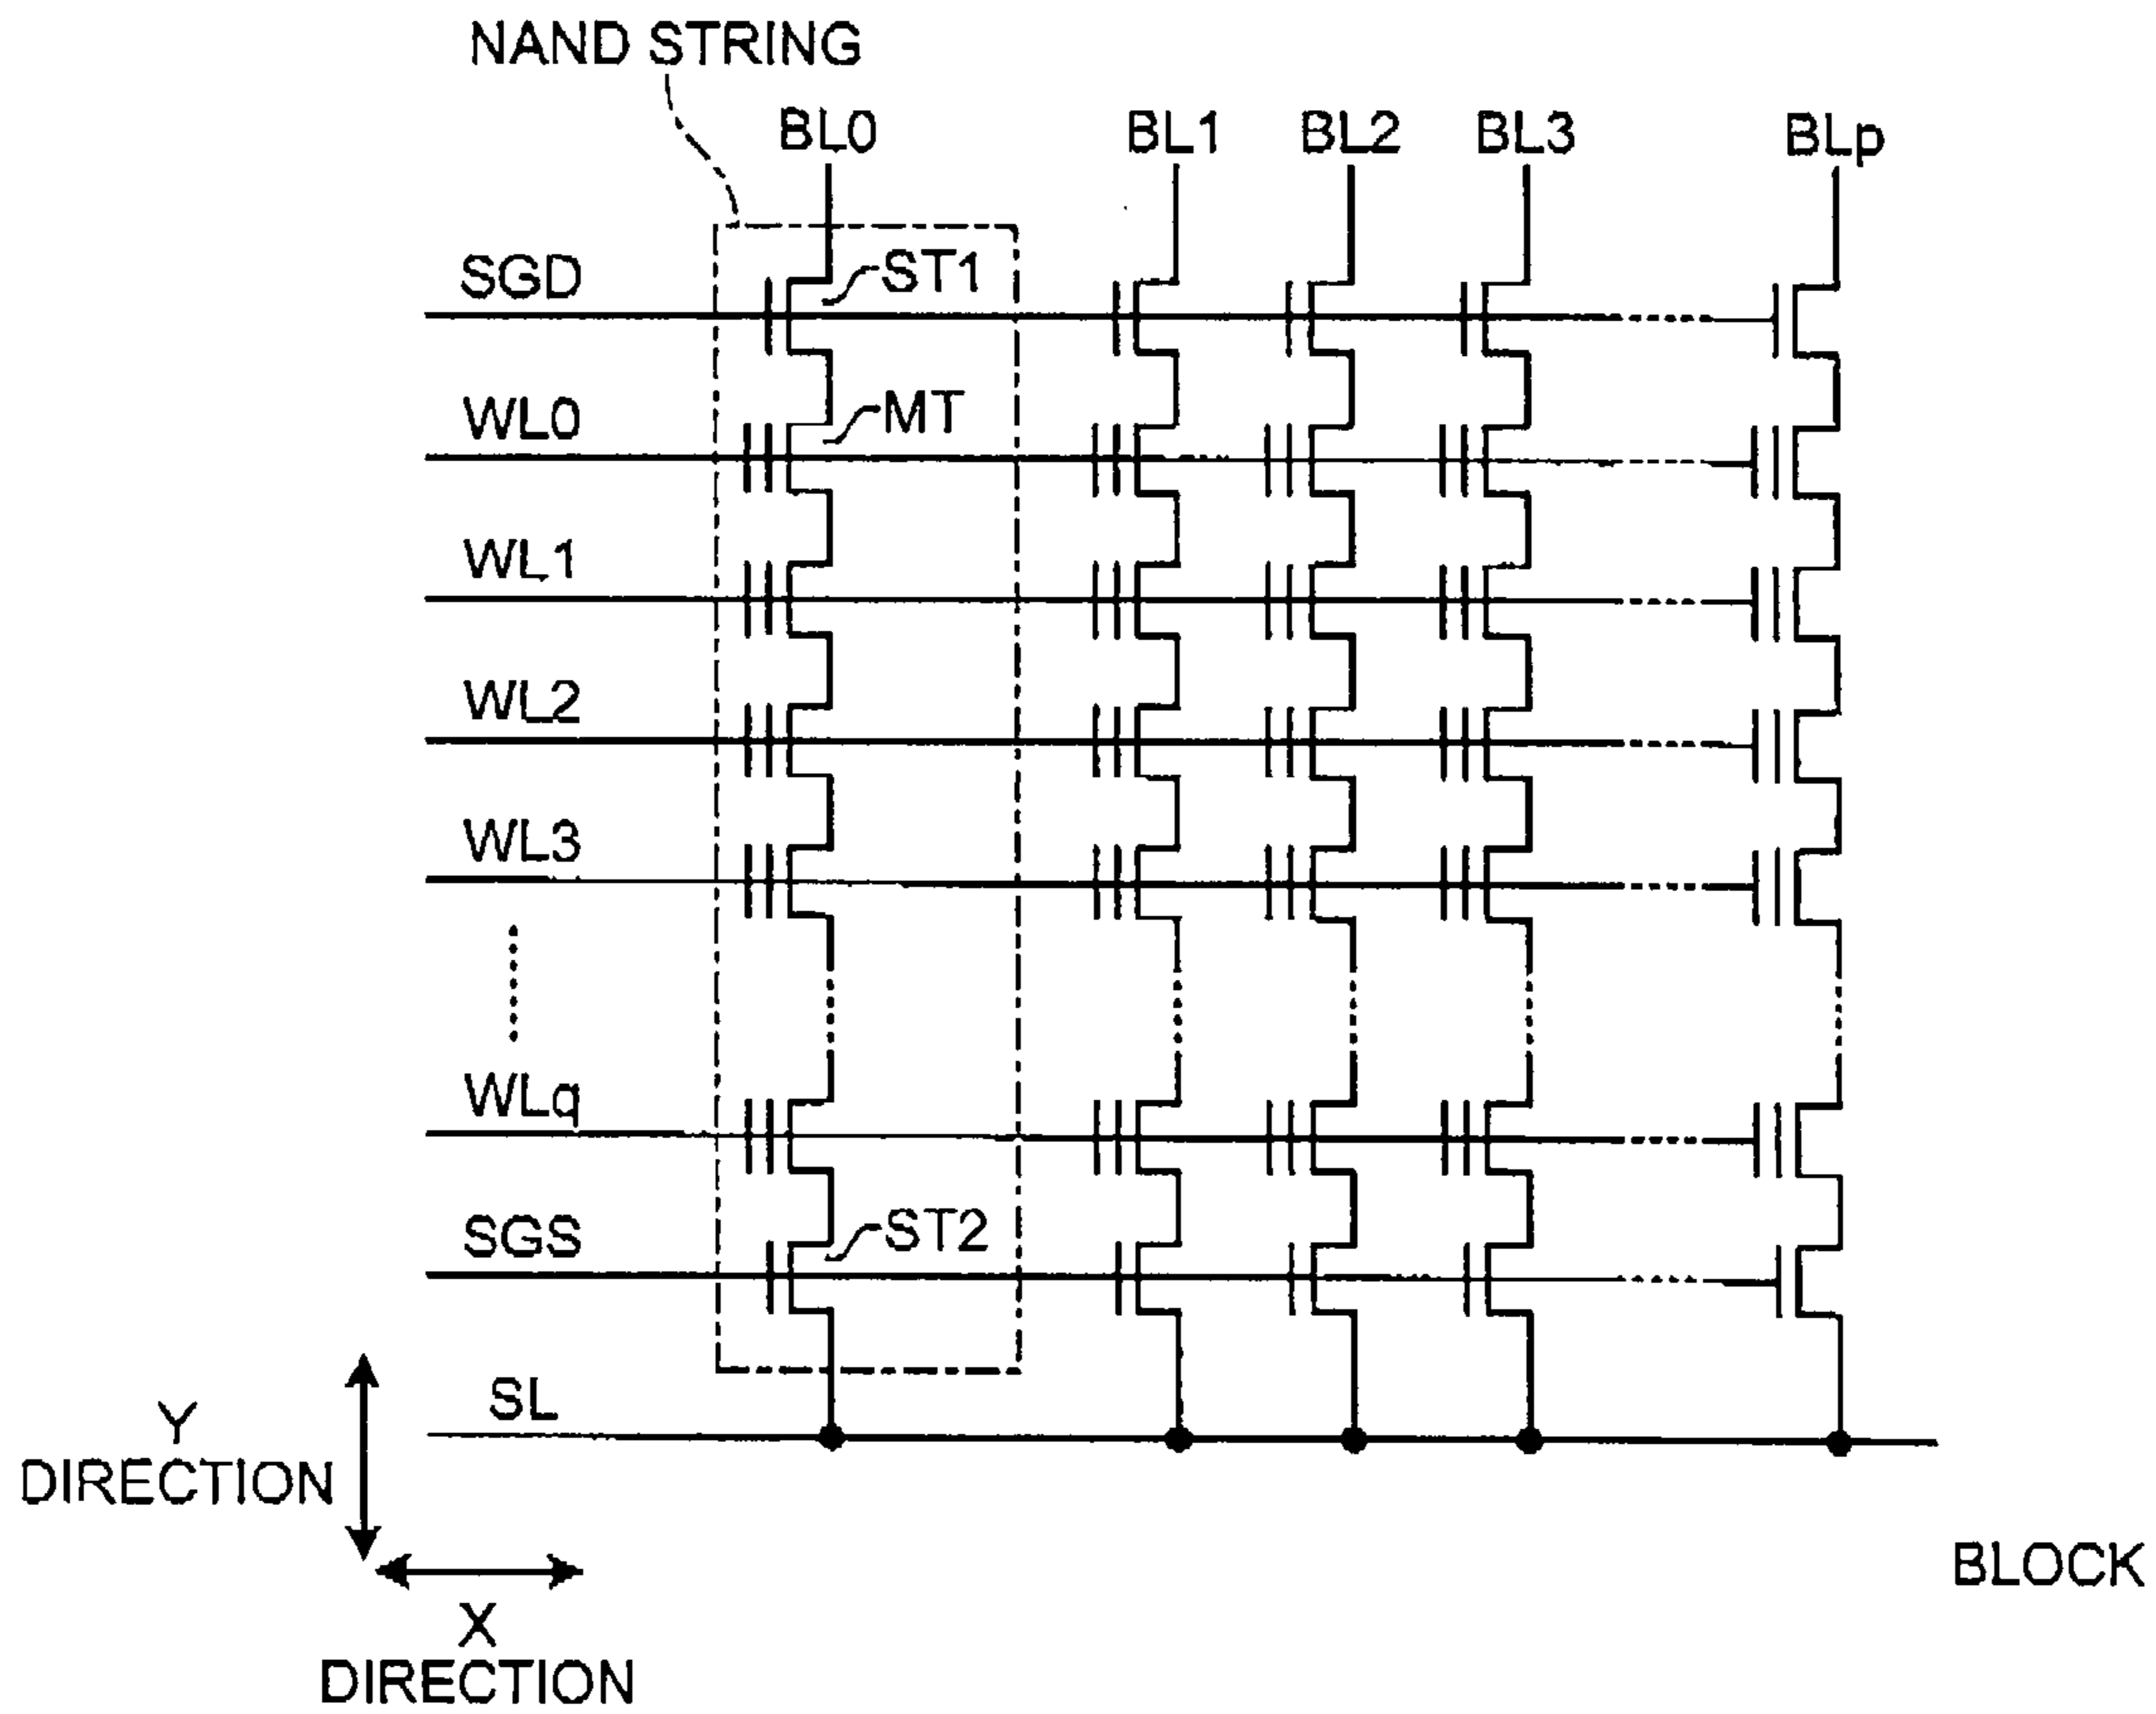 NAND STRING
BL0
BL1
BL2
BL3
BLp
SGD
ST1
WL0
MT
WL1
WL2
WL3
WLq
SGS
ST2
SL
Y
DIRECTION
X
DIRECTION
BLOCK